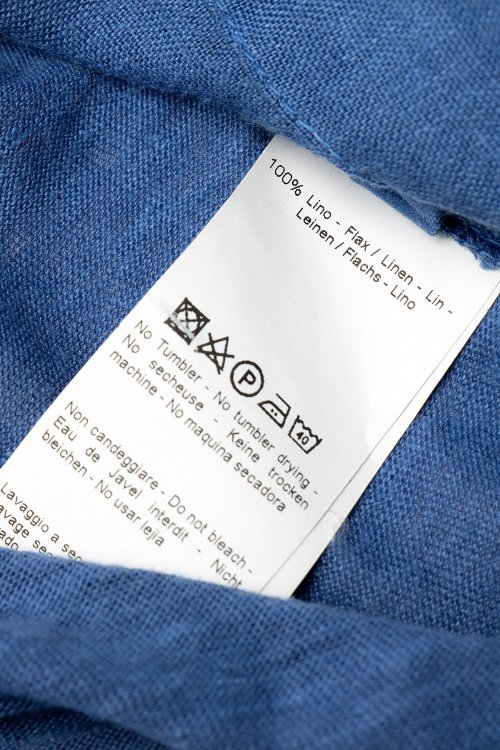 100% Lino - Flax / Linen - Lin -
Leinen / Flachs - Lino
P
40
No Tumbler - No tumbler drying -
No secheuse - Keine trocken
machine - No maquina secadora
Non candeggiare - Do not bleach -
Eau de Javel interdit - Nicht
bleichen - No usar lejia
Lavaggio a sec